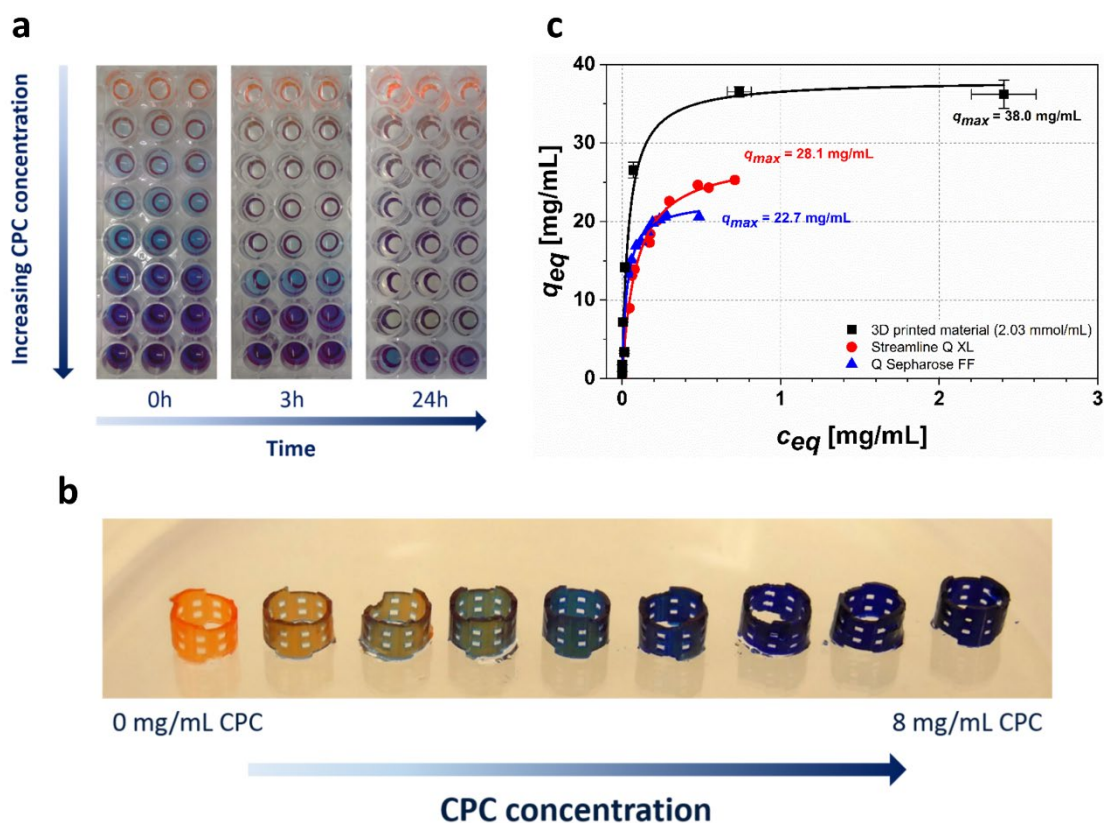 a
Increasing CPC concentration
0h
3h
24h
Time
c
40
30
20
10
0
q_eq [mg/mL]
0
1
2
3
c_eq [mg/mL]
q_max = 38.0 mg/mL
q_max = 28.1 mg/mL
q_max = 22.7 mg/mL
3D printed material (2.03 mmol/mL)
Streamline Q XL
Q Sepharose FF
b
0 mg/mL CPC
8 mg/mL CPC
CPC concentration